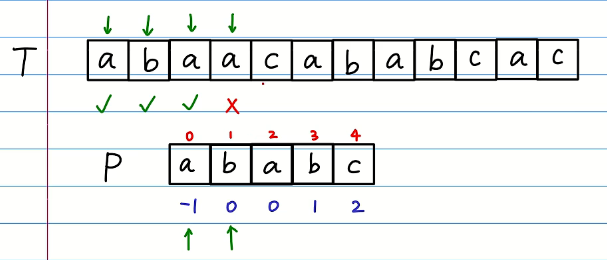 T a b a a c a b a b c a c
✓ ✓ ✓ x
0 1 2 3 4
P a b a b c
-1 0 0 1 2